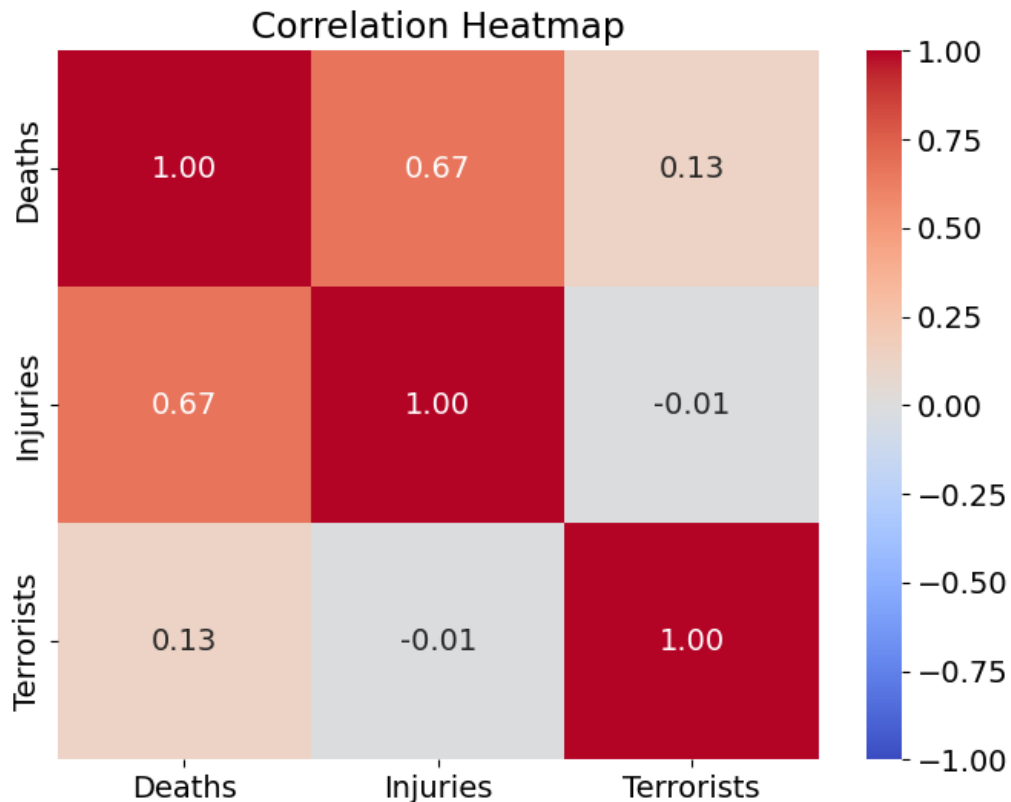 Correlation Heatmap
Deaths 1.00 0.67 0.13
Injuries 0.67 1.00 -0.01
Terrorists 0.13 -0.01 1.00
Deaths Injuries Terrorists
1.00
0.75
0.50
0.25
0.00
−0.25
−0.50
−0.75
−1.00